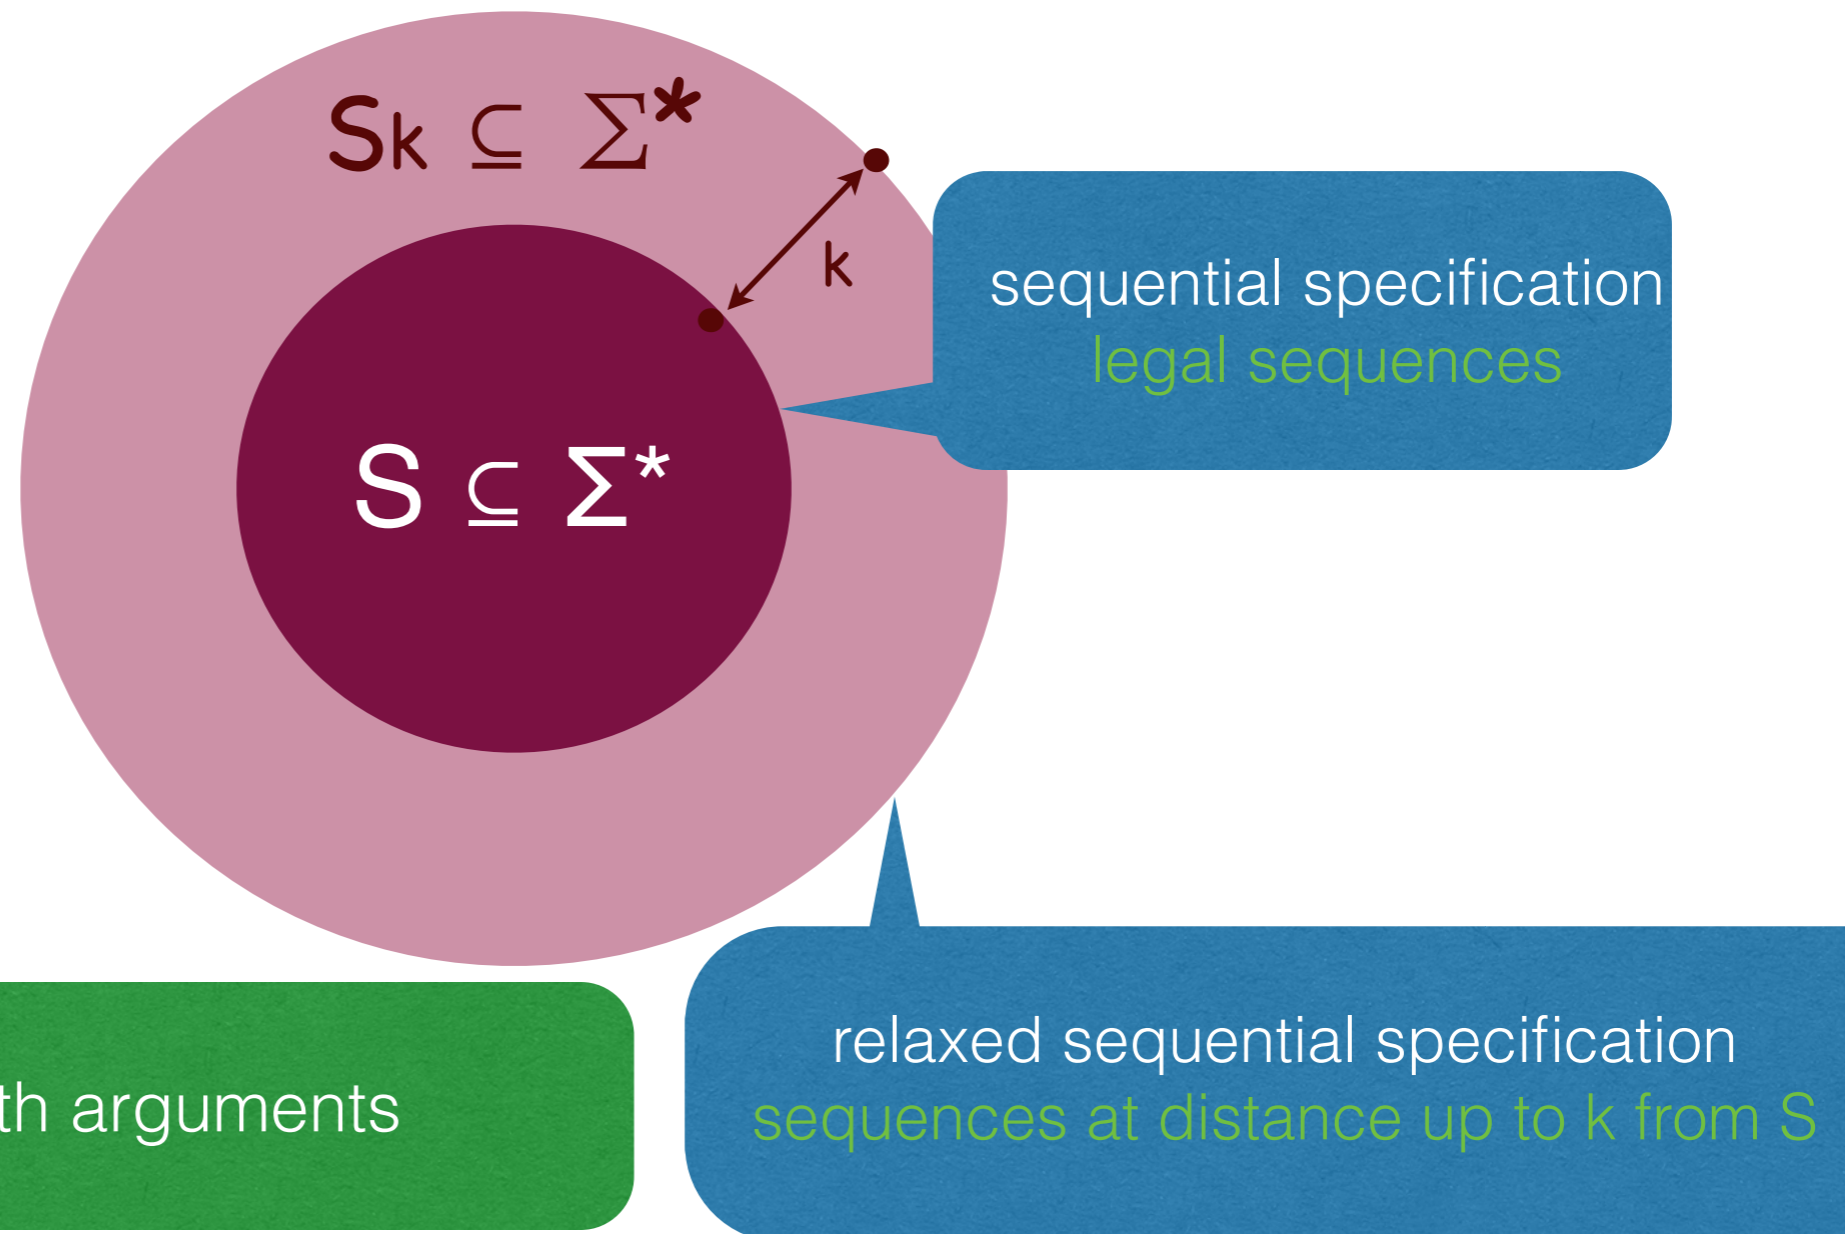 Sk ⊆ Σ*
k
sequential specification
legal sequences
S ⊆ Σ*
relaxed sequential specification
sequences at distance up to k from S
th arguments